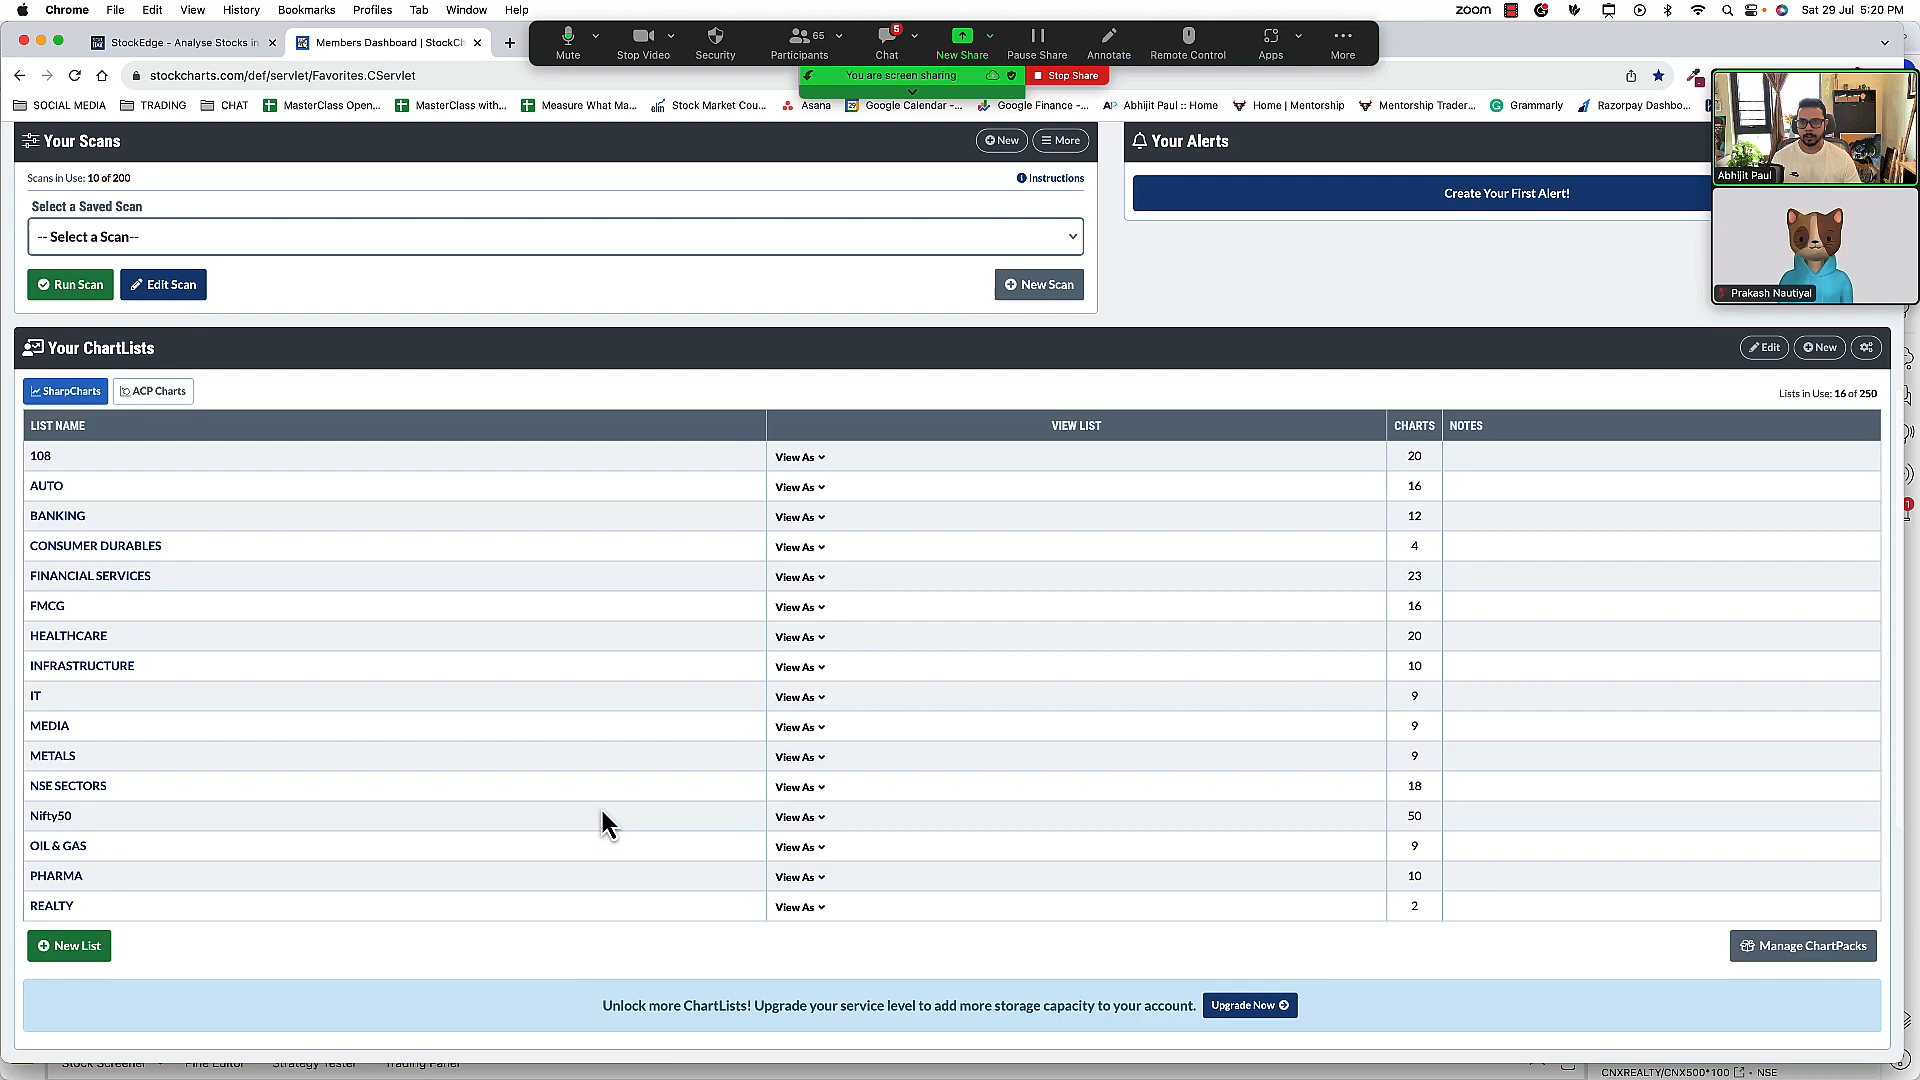 Chrome File Edit View History Bookmarks Profiles Tab Window Help
zoom Sat 29 Jul 5:20 PM
StockEdge - Analyse Stocks in
Members Dashboard | StockCh
Mute Stop Video Security Participants 65 Chat 5 New Share Pause Share Annotate Remote Control Apps More
stockcharts.com/def/servlet/Favorites.CServlet
You are screen sharing Stop Share
SOCIAL MEDIA TRADING CHAT MasterClass Open... MasterClass with... Measure What Ma... Stock Market Cou... Asana Google Calendar -... Google Finance -... Abhijit Paul :: Home Home | Mentorship Mentorship Trader... Grammarly Razorpay Dashbo...
Your Scans
New More
Your Alerts
Abhijit Paul
Scans in Use: 10 of 200
Instructions
Create Your First Alert!
Select a Saved Scan
-- Select a Scan--
Run Scan Edit Scan New Scan
Prakash Nautiyal
Your ChartLists
Edit New
SharpCharts ACP Charts
Lists in Use: 16 of 250
LIST NAME VIEW LIST CHARTS NOTES
108 View As 20
AUTO View As 16
BANKING View As 12
CONSUMER DURABLES View As 4
FINANCIAL SERVICES View As 23
FMCG View As 16
HEALTHCARE View As 20
INFRASTRUCTURE View As 10
IT View As 9
MEDIA View As 9
METALS View As 9
NSE SECTORS View As 18
Nifty50 View As 50
OIL & GAS View As 9
PHARMA View As 10
REALTY View As 2
New List
Manage ChartPacks
Unlock more ChartLists! Upgrade your service level to add more storage capacity to your account. Upgrade Now
Stock Screener Pine Editor Strategy Tester Trading Panel
CNXREALTY/CNX500*100 • NSE